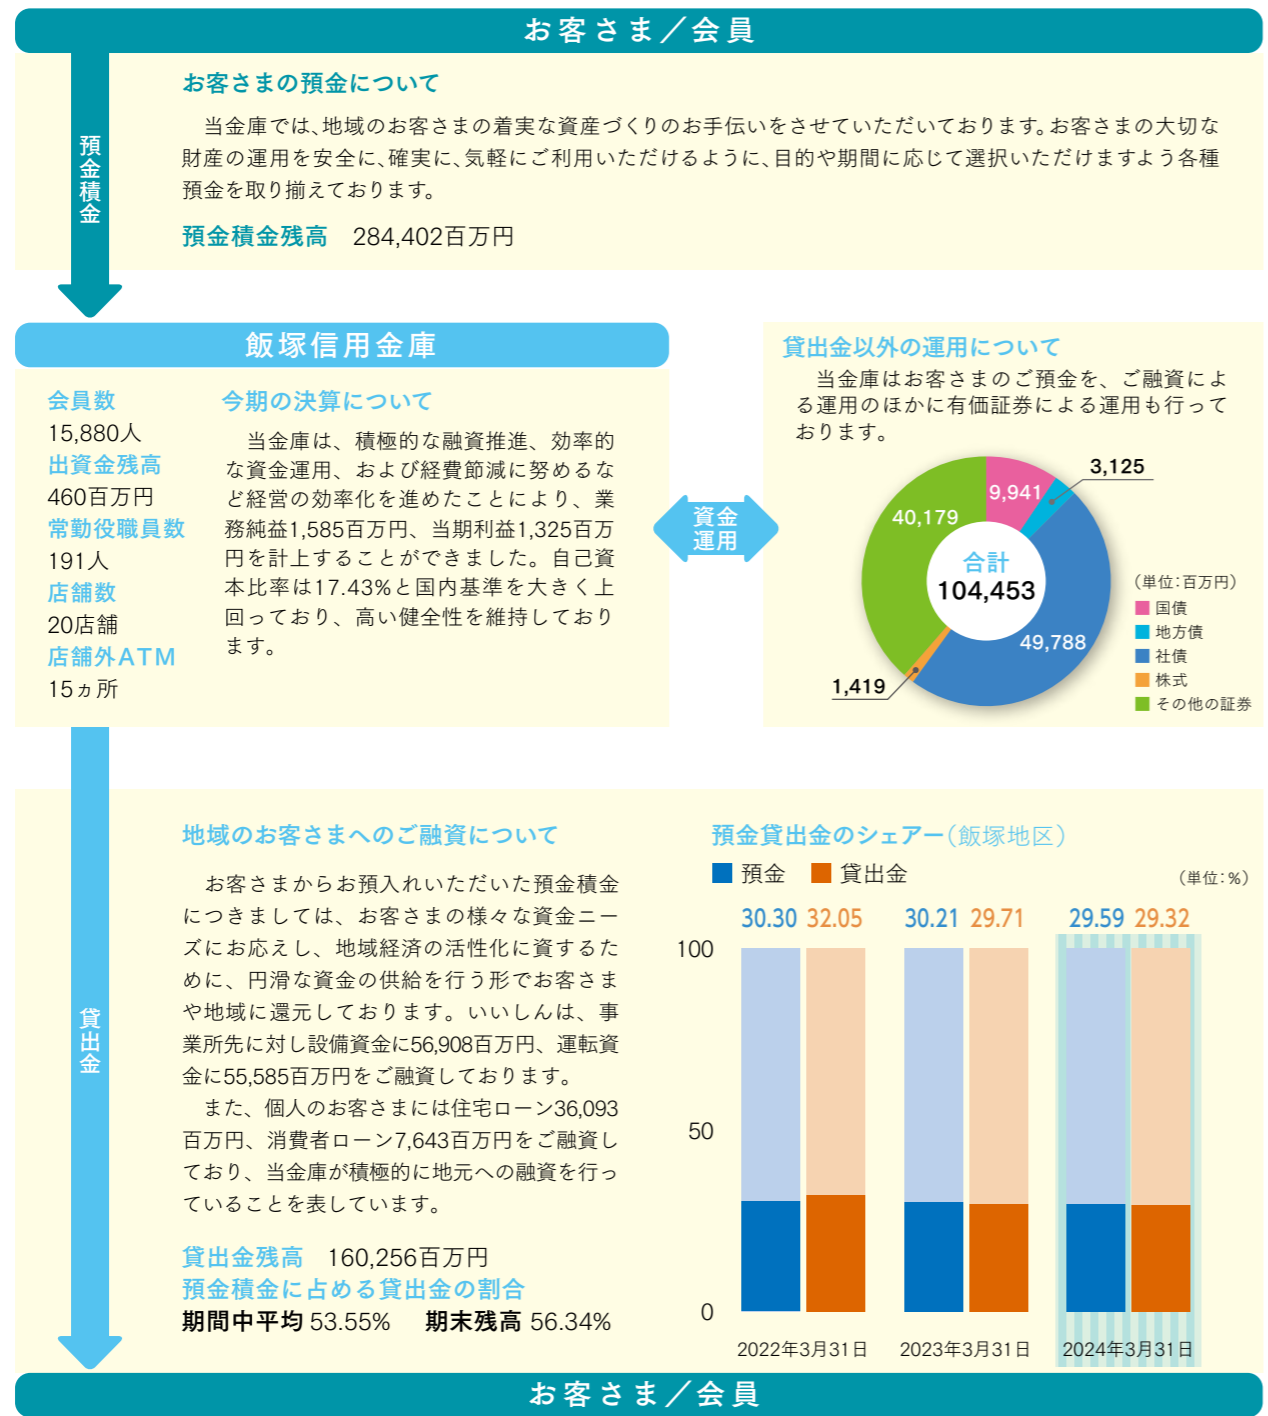 お客さま／会員
預金積金
お客さまの預金について
当金庫では、地域のお客さまの着実な資産づくりのお手伝いをさせていただいております。お客さまの大切な
財産の運用を安全に、確実に、気軽にご利用いただけるように、目的や期間に応じて選択いただけますよう各種
預金を取り揃えております。
預金積金残高　284,402百万円
飯塚信用金庫
会員数
15,880人
出資金残高
460百万円
常勤役職員数
191人
店舗数
20店舗
店舗外ATM
15ヵ所
今期の決算について
当金庫は、積極的な融資推進、効率的
な資金運用、および経費節減に努めるな
ど経営の効率化を進めたことにより、業
務純益1,585百万円、当期利益1,325百万
円を計上することができました。自己資
本比率は17.43%と国内基準を大きく上
回っており、高い健全性を維持しており
ます。
資金
運用
貸出金以外の運用について
当金庫はお客さまのご預金を、ご融資によ
る運用のほかに有価証券による運用も行って
おります。
3,125
9,941
40,179
合計
104,453
49,788
1,419
（単位：百万円）
国債
地方債
社債
株式
その他の証券
貸出金
地域のお客さまへのご融資について
お客さまからお預入れいただいた預金積金
につきましては、お客さまの様々な資金ニー
ズにお応えし、地域経済の活性化に資するた
めに、円滑な資金の供給を行う形でお客さま
や地域に還元しております。いいしんは、事
業所先に対し設備資金に56,908百万円、運転資
金に55,585百万円をご融資しております。
また、個人のお客さまには住宅ローン36,093
百万円、消費者ローン7,643百万円をご融資し
ており、当金庫が積極的に地元への融資を行っ
ていることを表しています。
貸出金残高　160,256百万円
預金積金に占める貸出金の割合
期間中平均 53.55%　期末残高 56.34%
預金貸出金のシェアー（飯塚地区）
預金　貸出金
（単位：%）
30.30 32.05 30.21 29.71 29.59 29.32
100
50
0
2022年3月31日 2023年3月31日 2024年3月31日
お客さま／会員